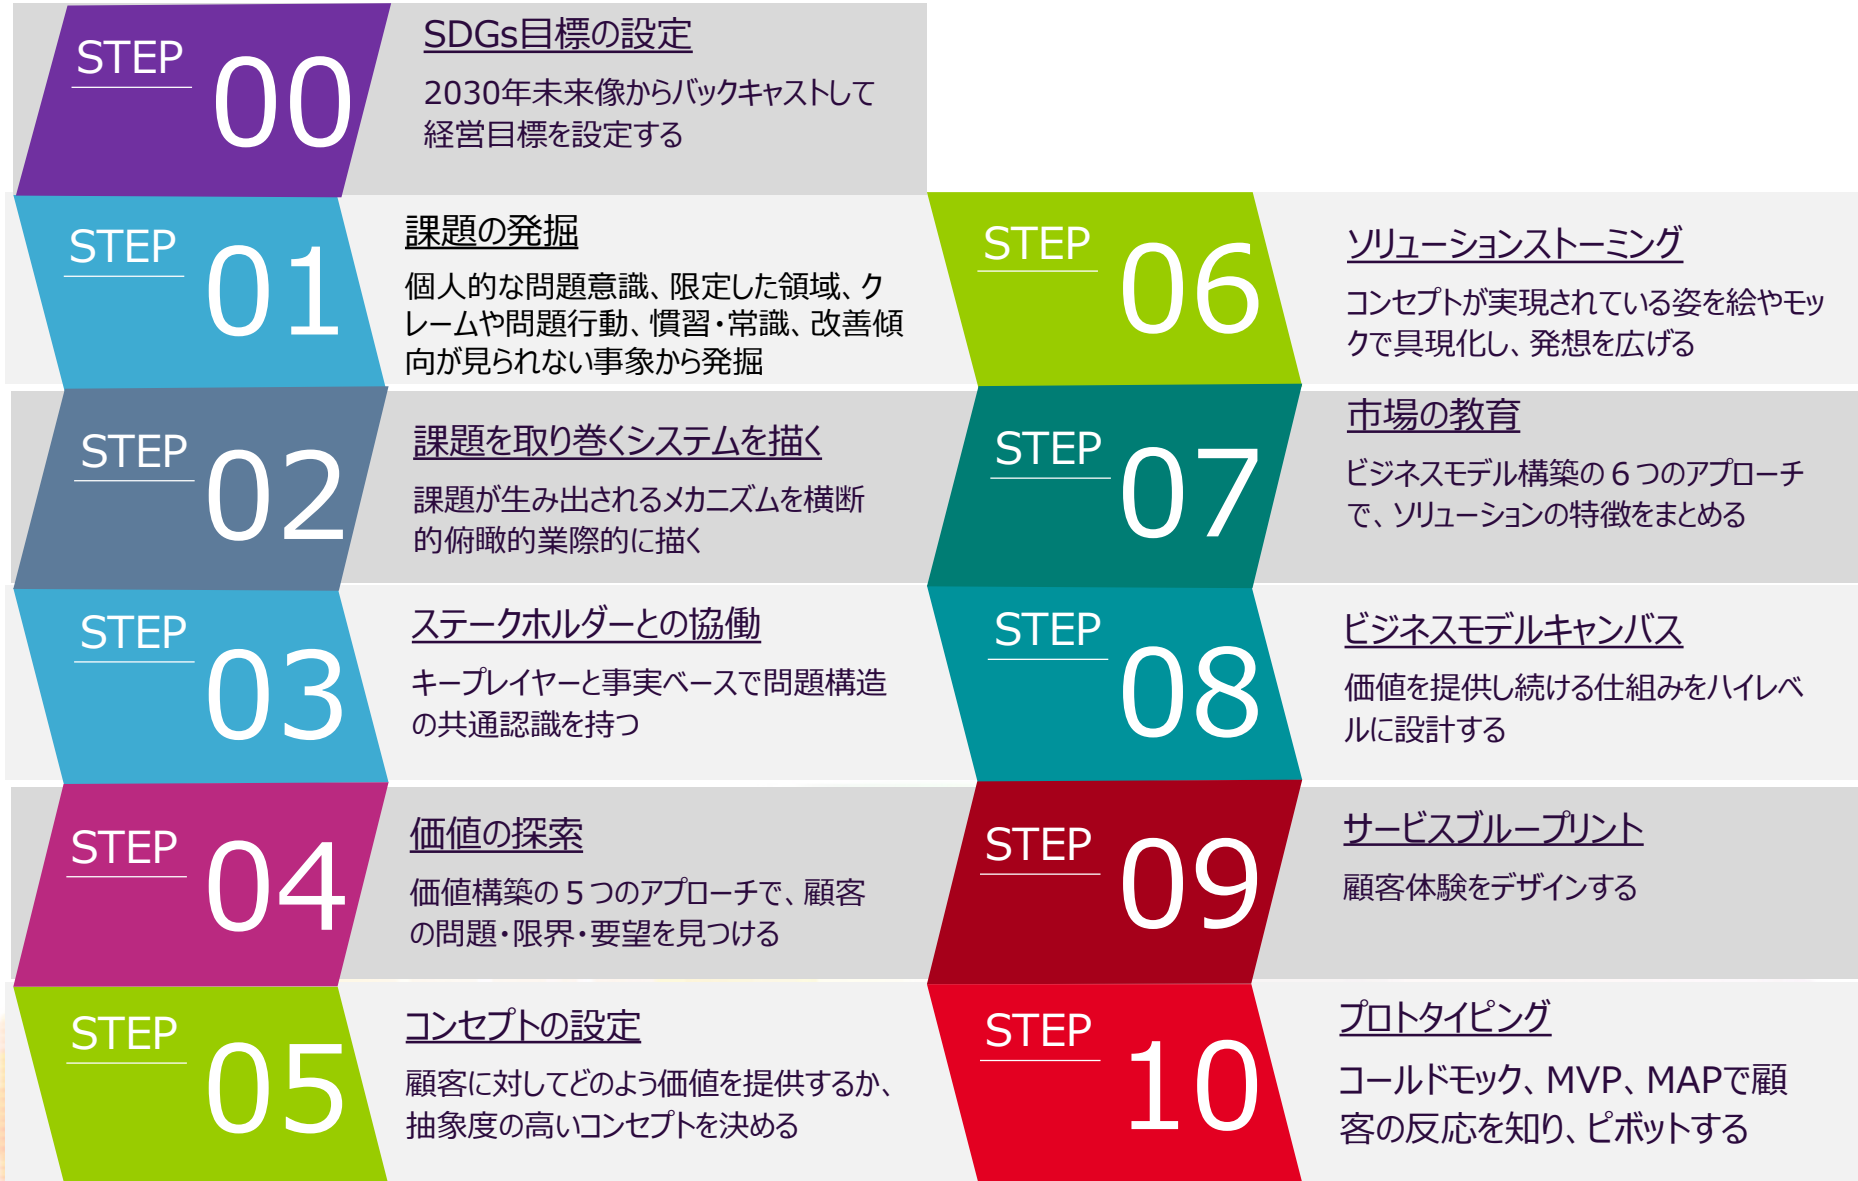 STEP
00
SDGs目標の設定
2030年未来像からバックキャストして
経営目標を設定する
STEP
01
課題の発掘
個人的な問題意識、限定した領域、ク
レームや問題行動、慣習・常識、改善傾
向が見られない事象から発掘
STEP
02
課題を取り巻くシステムを描く
課題が生み出されるメカニズムを横断
的俯瞰的業際的に描く
STEP
03
ステークホルダーとの協働
キープレイヤーと事実ベースで問題構造
の共通認識を持つ
STEP
04
価値の探索
価値構築の5つのアプローチで、顧客
の問題・限界・要望を見つける
STEP
05
コンセプトの設定
顧客に対してどのよう価値を提供するか、
抽象度の高いコンセプトを決める
STEP
06
ソリューションストーミング
コンセプトが実現されている姿を絵やモッ
クで具現化し、発想を広げる
STEP
07
市場の教育
ビジネスモデル構築の6つのアプローチ
で、ソリューションの特徴をまとめる
STEP
08
ビジネスモデルキャンバス
価値を提供し続ける仕組みをハイレベ
ルに設計する
STEP
09
サービスブループリント
顧客体験をデザインする
STEP
10
プロトタイピング
コールドモック、MVP、MAPで顧
客の反応を知り、ピボットする